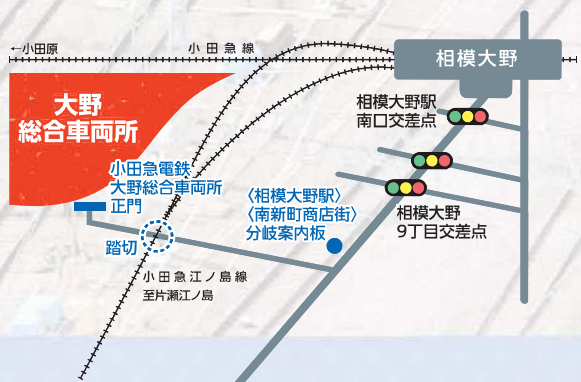 ←小田原
小田急線
相模大野
大野
総合車両所
相模大野駅
南口交差点
小田急電鉄
大野総合車両所
正門
〈相模大野駅〉
〈南新町商店街〉
分岐案内板
相模大野
9丁目交差点
踏切
小田急江ノ島線
至片瀬江ノ島